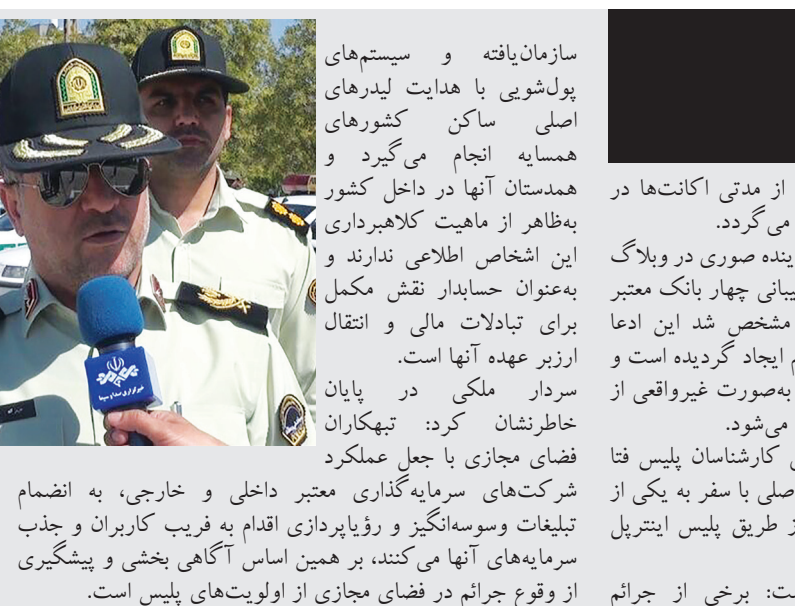 از مدتی اکانت‌ها در
می‌گردد.
صوری در وبلاگ
چهار بانک معتبر
مشخص شد این ادعا
ایجاد گردیده است و
به‌صورت غیرواقعی از
می‌شود.
کارشناسان پلیس فتا
با سفر به یکی از
از طریق پلیس اینترپل
برخی از جرائم
سازمان‌یافته و سیستم‌های
پول‌شویی با هدایت لیدرهای
اصلی ساکن کشورهای
همسایه انجام می‌گیرد و
همدستان آنها در داخل کشور
به‌ظاهر از ماهیت کلاهبرداری
این اشخاص اطلاعی ندارند و
به‌عنوان حسابدار نقش مکمل
برای تبادلات مالی و انتقال
ارزبر عهده آنها است.
سردار ملکی در پایان
خاطرنشان کرد: تبهکاران
فضای مجازی با جعل عملکرد
شرکت‌های سرمایه‌گذاری معتبر داخلی و خارجی، به انضمام
تبلیغات وسوسه‌انگیز و رؤیاپردازی اقدام به فریب کاربران و جذب
سرمایه‌های آنها می‌کنند، بر همین اساس آگاهی بخشی و پیشگیری
از وقوع جرائم در فضای مجازی از اولویت‌های پلیس است.
خبرگزاری صدا و سیما